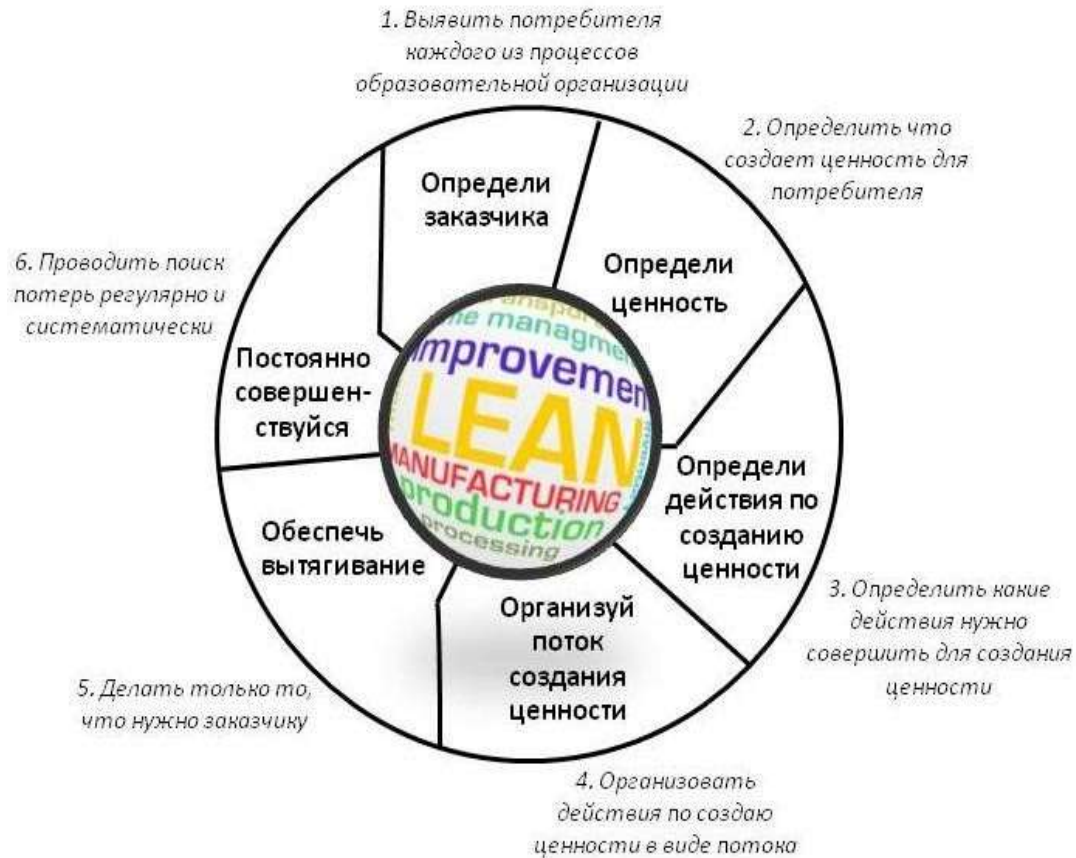 1. Выявить потребителя
каждого из процессов
образовательной организации
2. Определить что
создает ценность для
потребителя
Определи
заказчика
Определи
ценность
6. Проводить поиск
потерь регулярно и
систематически
Постоянно
совершен-
ствуйся
me managme
improvemen
LEAN
MANUFACTURING
production
processing
Определи
действия по
созданию
ценности
Обеспечь
вытягивание
Организуй
поток
создания
ценности
3. Определить какие
действия нужно
совершить для создания
ценности
5. Делать только то,
что нужно заказчику
4. Организовать
действия по создаю
ценности в виде потока